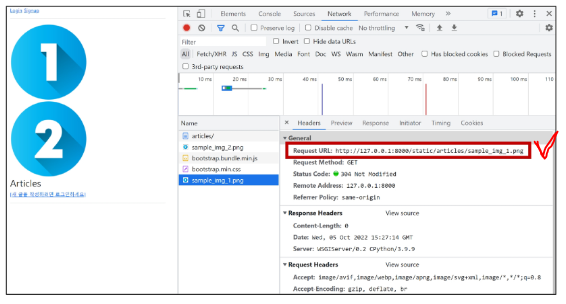 Login Signup
1
2
Articles
Elements Console Sources Network Performance Memory » 1
Preserve log Disable cache No throttling
Filter Invert Hide data URLs
All Fetch/XHR JS CSS Img Media Font Doc WS Wasm Manifest Other Has blocked cookies Blocked Requests
3rd-party requests
10 ms 20 ms 30 ms 40 ms 50 ms 60 ms 70 ms 80 ms 90 ms 100 ms 110 ms
Name
articles/
sample_img_2.png
bootstrap.bundle.min.js
bootstrap.min.css
sample_img_1.png
× Headers Preview Response Initiator Timing Cookies
General
Request URL: http://127.0.0.1:8000/static/articles/sample_img_1.png
Request Method: GET
Status Code: 304 Not Modified
Remote Address: 127.0.0.1:8000
Referrer Policy: same-origin
Response Headers View source
Content-Length: 0
Date: Wed, 05 Oct 2022 15:27:14 GMT
Server: WSGIServer/0.2 CPython/3.9.9
Request Headers View source
Accept: image/avif,image/webp,image/apng,image/svg+xml,image/*,*/*;q=0.8
Accept-Encoding: gzip, deflate, br